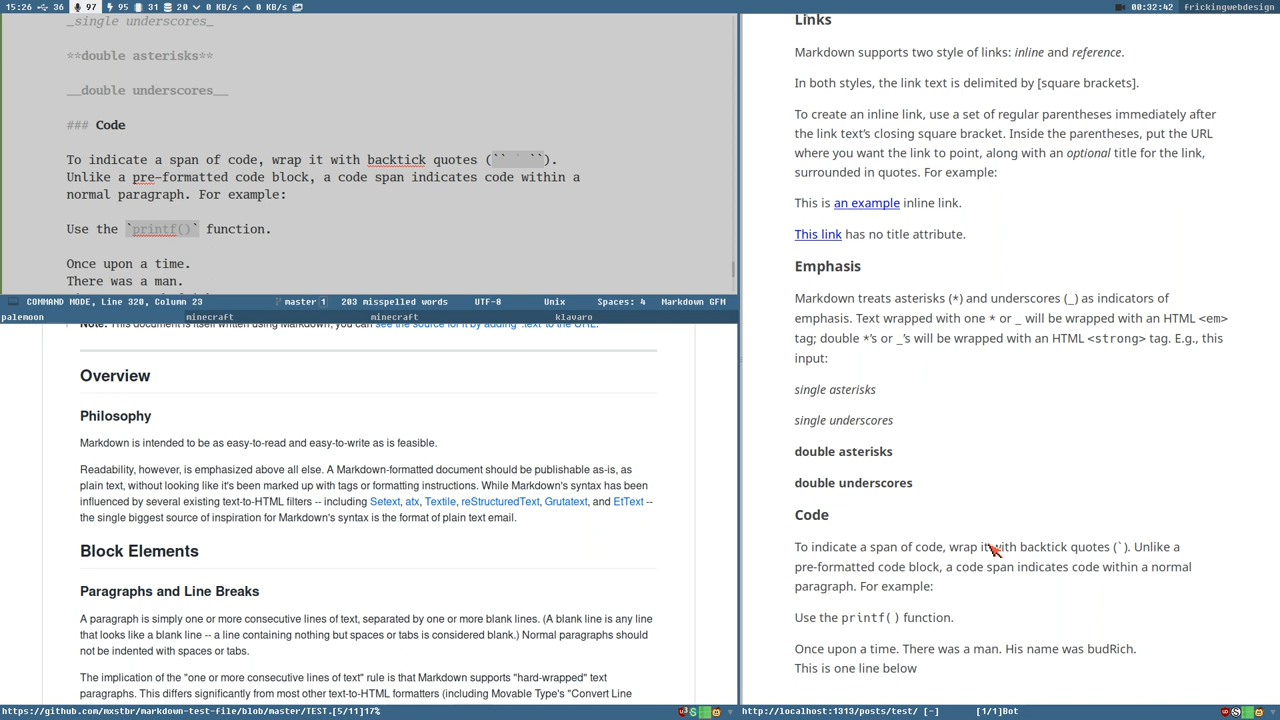 15:26 36 97 95 31 20 0 KB/s 0 KB/s 00:32:42 frickingwebdesign
_single underscores_
**double asterisks**
__double underscores__
### Code
To indicate a span of code, wrap it with backtick quotes (`` ` ``).
Unlike a pre-formatted code block, a code span indicates code within a
normal paragraph. For example:
Use the `printf()` function.
Once upon a time.
There was a man.
COMMAND MODE, Line 320, Column 23 master 1 203 misspelled words UTF-8 Unix Spaces: 4 Markdown GFM
palemoon minecraft minecraft klavaro
Note: This document is itself written using Markdown; you can see the source for it by adding '.text' to the URL.
Overview
Philosophy
Markdown is intended to be as easy-to-read and easy-to-write as is feasible.
Readability, however, is emphasized above all else. A Markdown-formatted document should be publishable as-is, as
plain text, without looking like it's been marked up with tags or formatting instructions. While Markdown's syntax has been
influenced by several existing text-to-HTML filters -- including Setext, atx, Textile, reStructuredText, Grutatext, and EtText --
the single biggest source of inspiration for Markdown's syntax is the format of plain text email.
Block Elements
Paragraphs and Line Breaks
A paragraph is simply one or more consecutive lines of text, separated by one or more blank lines. (A blank line is any line
that looks like a blank line -- a line containing nothing but spaces or tabs is considered blank.) Normal paragraphs should
not be indented with spaces or tabs.
The implication of the "one or more consecutive lines of text" rule is that Markdown supports "hard-wrapped" text
paragraphs. This differs significantly from most other text-to-HTML formatters (including Movable Type's "Convert Line
https://github.com/mxstbr/markdown-test-file/blob/master/TEST.[5/11]17%
Links
Markdown supports two style of links: inline and reference.
In both styles, the link text is delimited by [square brackets].
To create an inline link, use a set of regular parentheses immediately after
the link text's closing square bracket. Inside the parentheses, put the URL
where you want the link to point, along with an optional title for the link,
surrounded in quotes. For example:
This is an example inline link.
This link has no title attribute.
Emphasis
Markdown treats asterisks (*) and underscores (_) as indicators of
emphasis. Text wrapped with one * or _ will be wrapped with an HTML <em>
tag; double *'s or _'s will be wrapped with an HTML <strong> tag. E.g., this
input:
single asterisks
single underscores
double asterisks
double underscores
Code
To indicate a span of code, wrap it with backtick quotes (`). Unlike a
pre-formatted code block, a code span indicates code within a normal
paragraph. For example:
Use the printf() function.
Once upon a time. There was a man. His name was budRich.
This is one line below
http://localhost:1313/posts/test/ [-] [1/1]Bot